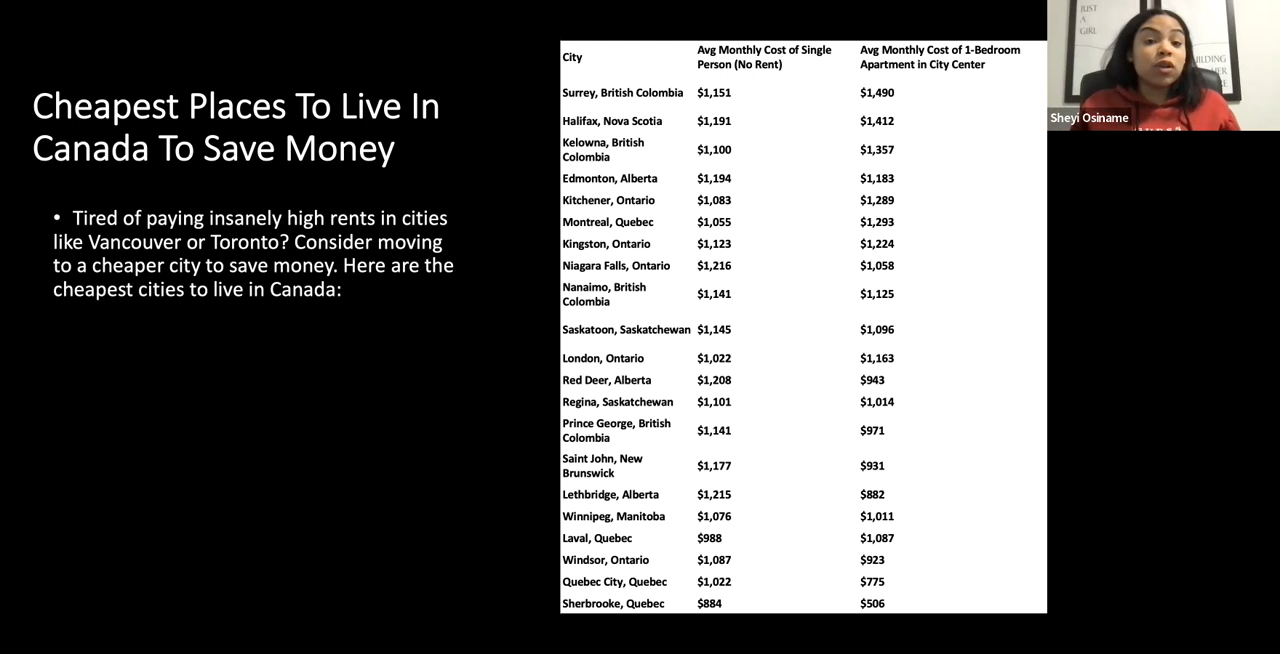 Cheapest Places To Live In
Canada To Save Money
• Tired of paying insanely high rents in cities
like Vancouver or Toronto? Consider moving
to a cheaper city to save money. Here are the
cheapest cities to live in Canada:
City Avg Monthly Cost of Single Person (No Rent) Avg Monthly Cost of 1-Bedroom Apartment in City Center
Surrey, British Colombia $1,151 $1,490
Halifax, Nova Scotia $1,191 $1,412
Kelowna, British Colombia $1,100 $1,357
Edmonton, Alberta $1,194 $1,183
Kitchener, Ontario $1,083 $1,289
Montreal, Quebec $1,055 $1,293
Kingston, Ontario $1,123 $1,224
Niagara Falls, Ontario $1,216 $1,058
Nanaimo, British Colombia $1,141 $1,125
Saskatoon, Saskatchewan $1,145 $1,096
London, Ontario $1,022 $1,163
Red Deer, Alberta $1,208 $943
Regina, Saskatchewan $1,101 $1,014
Prince George, British Colombia $1,141 $971
Saint John, New Brunswick $1,177 $931
Lethbridge, Alberta $1,215 $882
Winnipeg, Manitoba $1,076 $1,011
Laval, Quebec $988 $1,087
Windsor, Ontario $1,087 $923
Quebec City, Quebec $1,022 $775
Sherbrooke, Quebec $884 $506
JUST
A
GIRL
Sheyi Osiname